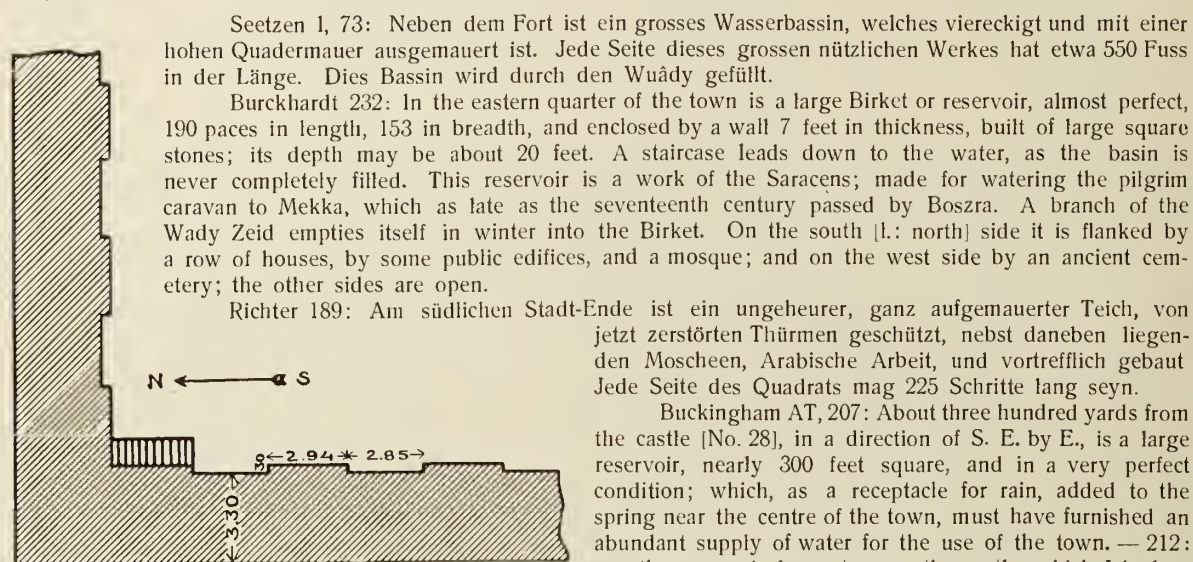 Seetzen 1, 73: Neben dem Fort ist ein grosses Wasserbassin, welches viereckigt und mit einer
hohen Quadermauer ausgemauert ist. Jede Seite dieses grossen nützlichen Werkes hat etwa 550 Fuss
in der Länge. Dies Bassin wird durch den Wuâdy gefüllt.
Burckhardt 232: In the eastern quarter of the town is a large Birket or reservoir, almost perfect,
190 paces in length, 153 in breadth, and enclosed by a wall 7 feet in thickness, built of large square
stones; its depth may be about 20 feet. A staircase leads down to the water, as the basin is
never completely filled. This reservoir is a work of the Saracens; made for watering the pilgrim
caravan to Mekka, which as late as the seventeenth century passed by Boszra. A branch of the
Wady Zeid empties itself in winter into the Birket. On the south [l.: north] side it is flanked by
a row of houses, by some public edifices, and a mosque; and on the west side by an ancient cem-
etery; the other sides are open.
Richter 189: Am südlichen Stadt-Ende ist ein ungeheurer, ganz aufgemauerter Teich, von
jetzt zerstörten Thürmen geschützt, nebst daneben liegen-
den Moscheen, Arabische Arbeit, und vortrefflich gebaut
Jede Seite des Quadrats mag 225 Schritte lang seyn.
Buckingham AT, 207: About three hundred yards from
the castle [No. 28], in a direction of S. E. by E., is a large
reservoir, nearly 300 feet square, and in a very perfect
condition; which, as a receptacle for rain, added to the
spring near the centre of the town, must have furnished an
abundant supply of water for the use of the town. — 212:
N S
30 2.94 2.85
3.30